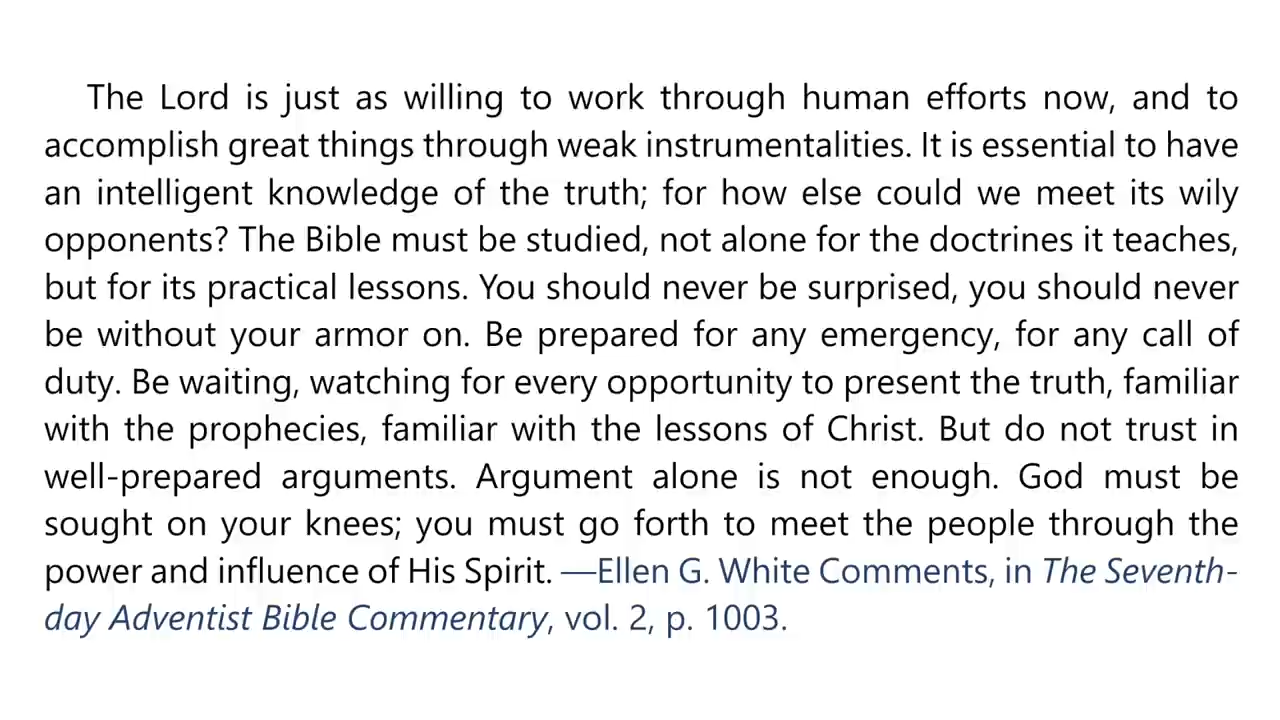 The Lord is just as willing to work through human efforts now, and to
accomplish great things through weak instrumentalities. It is essential to have
an intelligent knowledge of the truth; for how else could we meet its wily
opponents? The Bible must be studied, not alone for the doctrines it teaches,
but for its practical lessons. You should never be surprised, you should never
be without your armor on. Be prepared for any emergency, for any call of
duty. Be waiting, watching for every opportunity to present the truth, familiar
with the prophecies, familiar with the lessons of Christ. But do not trust in
well-prepared arguments. Argument alone is not enough. God must be
sought on your knees; you must go forth to meet the people through the
power and influence of His Spirit. —Ellen G. White Comments, in The Seventh-
day Adventist Bible Commentary, vol. 2, p. 1003.